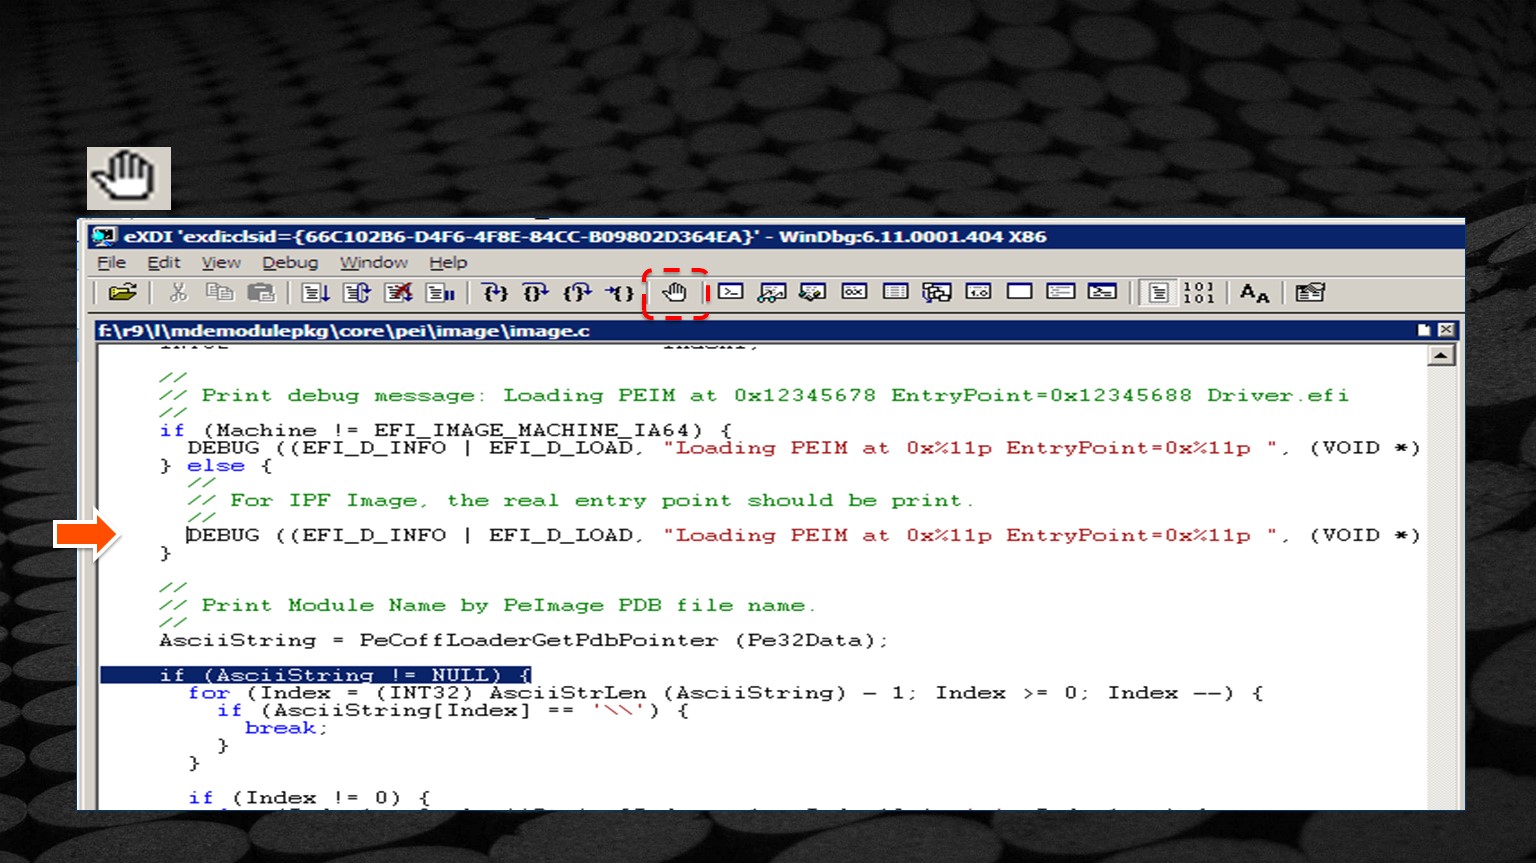 eXDI 'exdi:clsid={66C102B6-D4F6-4F8E-84CC-B09802D364EA}' - WinDbg:6.11.0001.404 X86
File Edit View Debug Window Help
f:\r9\l\mdemodulepkg\core\pei\image\image.c
//
// Print debug message: Loading PEIM at 0x12345678 EntryPoint=0x12345688 Driver.efi
//
if (Machine != EFI_IMAGE_MACHINE_IA64) {
DEBUG ((EFI_D_INFO | EFI_D_LOAD, "Loading PEIM at 0x%11p EntryPoint=0x%11p ", (VOID *)
} else {
//
// For IPF Image, the real entry point should be print.
//
DEBUG ((EFI_D_INFO | EFI_D_LOAD, "Loading PEIM at 0x%11p EntryPoint=0x%11p ", (VOID *)
}
//
// Print Module Name by PeImage PDB file name.
//
AsciiString = PeCoffLoaderGetPdbPointer (Pe32Data);
if (AsciiString != NULL) {
for (Index = (INT32) AsciiStrLen (AsciiString) - 1; Index >= 0; Index --) {
if (AsciiString[Index] == '\\') {
break;
}
}
if (Index != 0) {